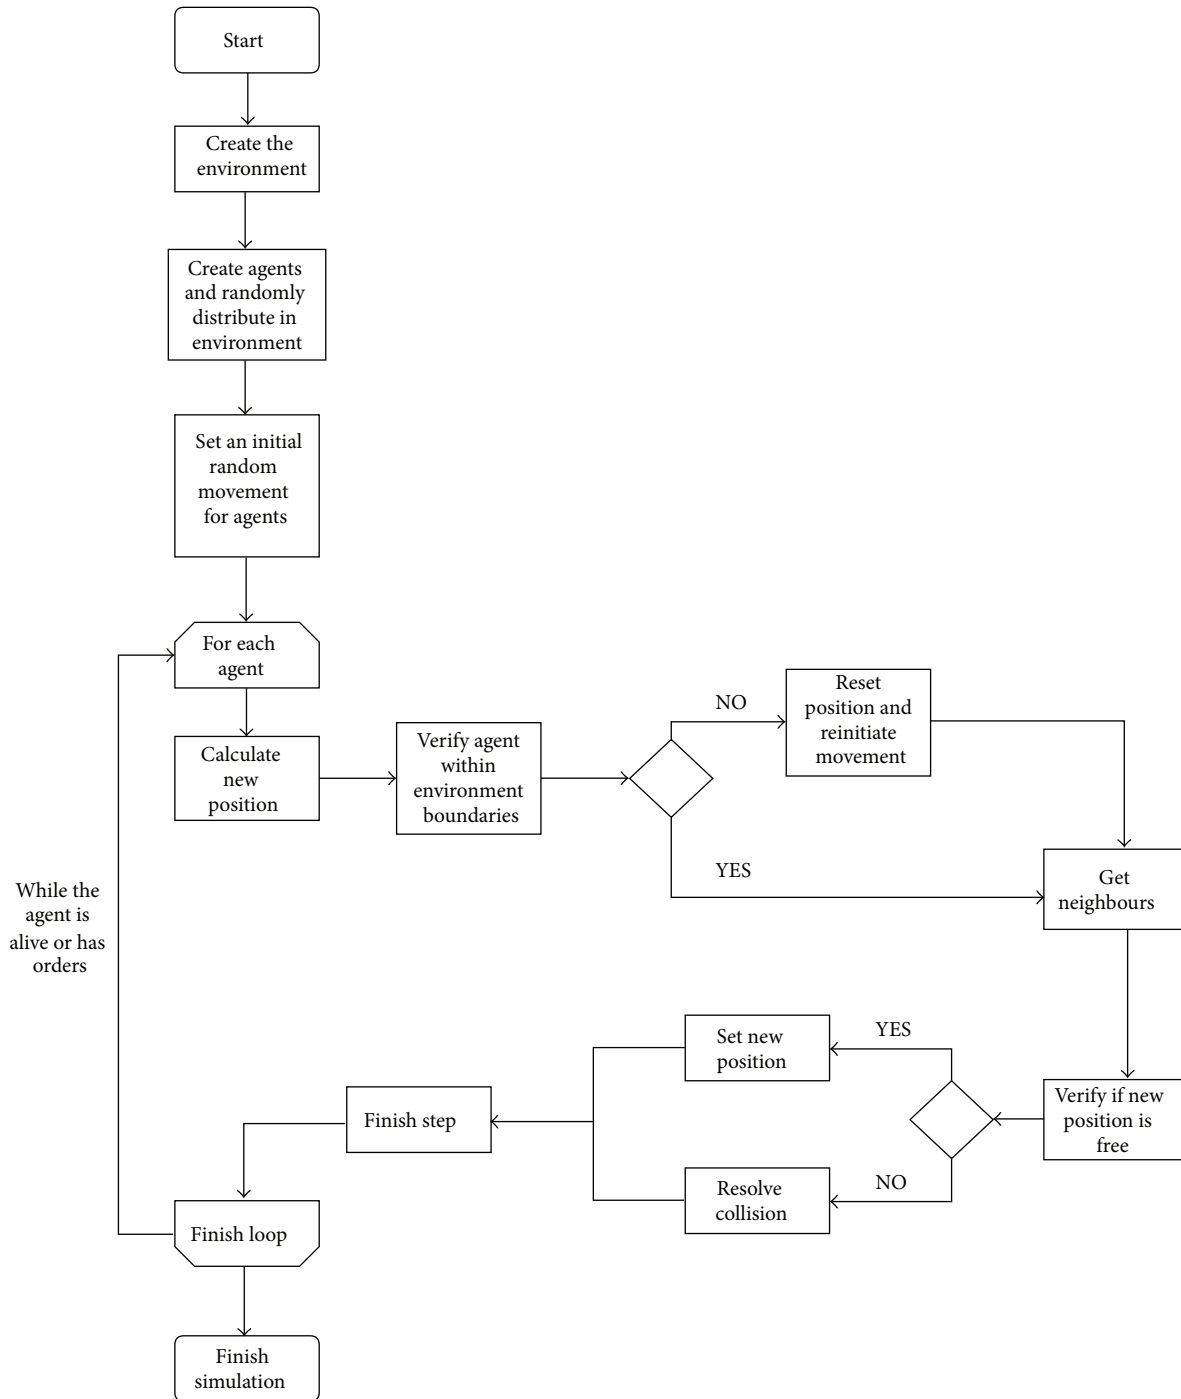 Start
Create the
environment
Create agents
and randomly
distribute in
environment
Set an initial
random
movement
for agents
For each
agent
Calculate
new
position
Verify agent
within
environment
boundaries
NO
Reset
position and
reinitiate
movement
YES
Get
neighbours
While the
agent is
alive or has
orders
Verify if new
position is
free
YES
Set new
position
NO
Resolve
collision
Finish step
Finish loop
Finish
simulation